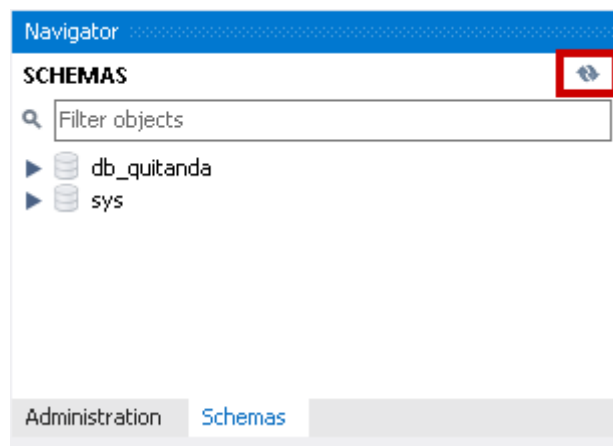 Navigator
SCHEMAS
Filter objects
db_quitanda
sys
Administration Schemas